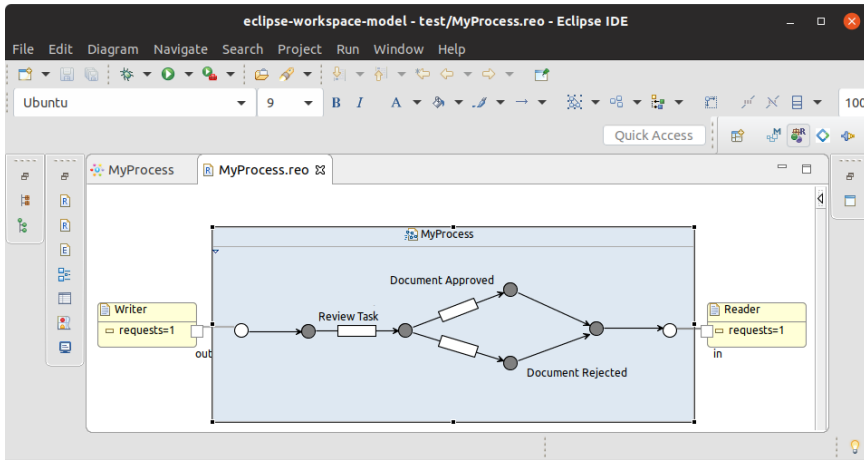 eclipse-workspace-model - test/MyProcess.reo - Eclipse IDE
File Edit Diagram Navigate Search Project Run Window Help
Ubuntu 9 B I A 100
Quick Access
MyProcess MyProcess.reo
MyProcess
Document Approved
Writer
requests=1
Review Task
Reader
requests=1
out
in
Document Rejected